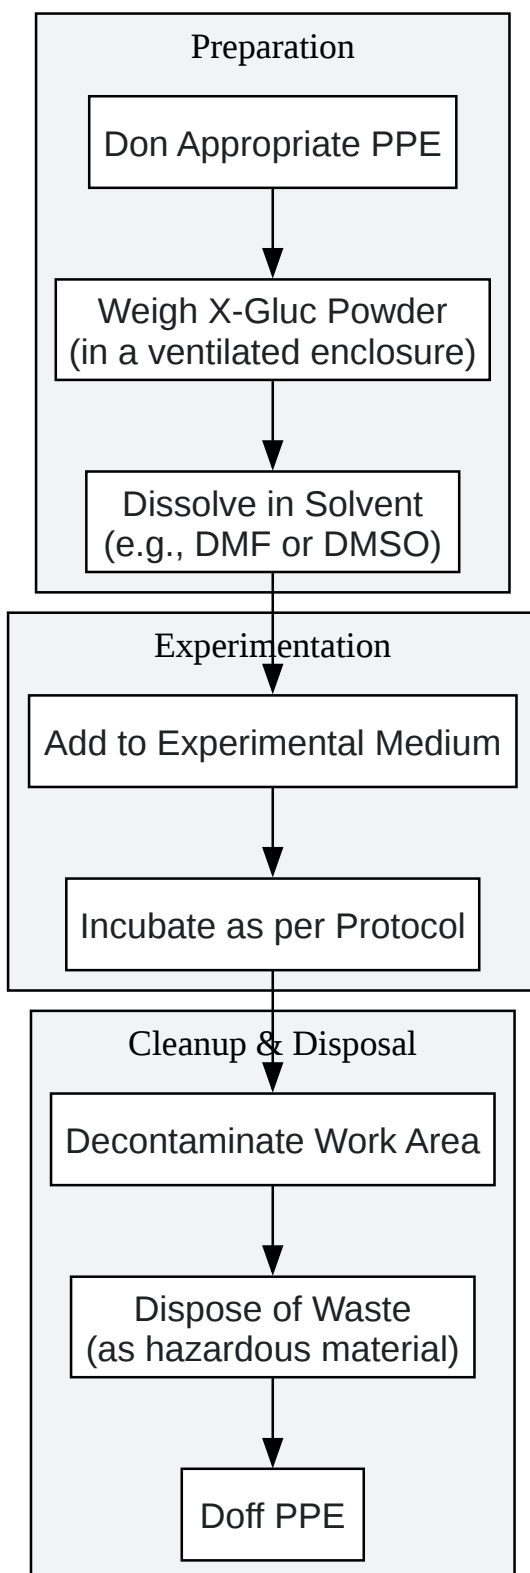 Preparation
Don Appropriate PPE
Weigh X-Gluc Powder
(in a ventilated enclosure)
Dissolve in Solvent
(e.g., DMF or DMSO)
Experimentation
Add to Experimental Medium
Incubate as per Protocol
Cleanup & Disposal
Decontaminate Work Area
Dispose of Waste
(as hazardous material)
Doff PPE